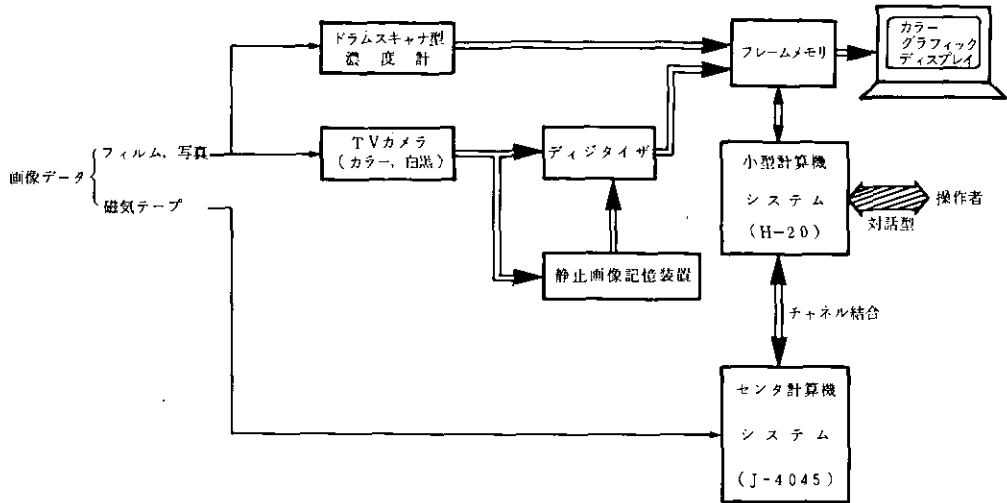 ドラムスキャナ型
濃度計
フレームメモリ
カラー
グラフィック
ディスプレイ
画像データ
フィルム，写真
磁気テープ
TVカメラ
(カラー，白黒)
ディジタイザ
静止画像記憶装置
小型計算機
システム
(H-20)
操作者
対話型
チャネル結合
センタ計算機
システム
(J-4045)